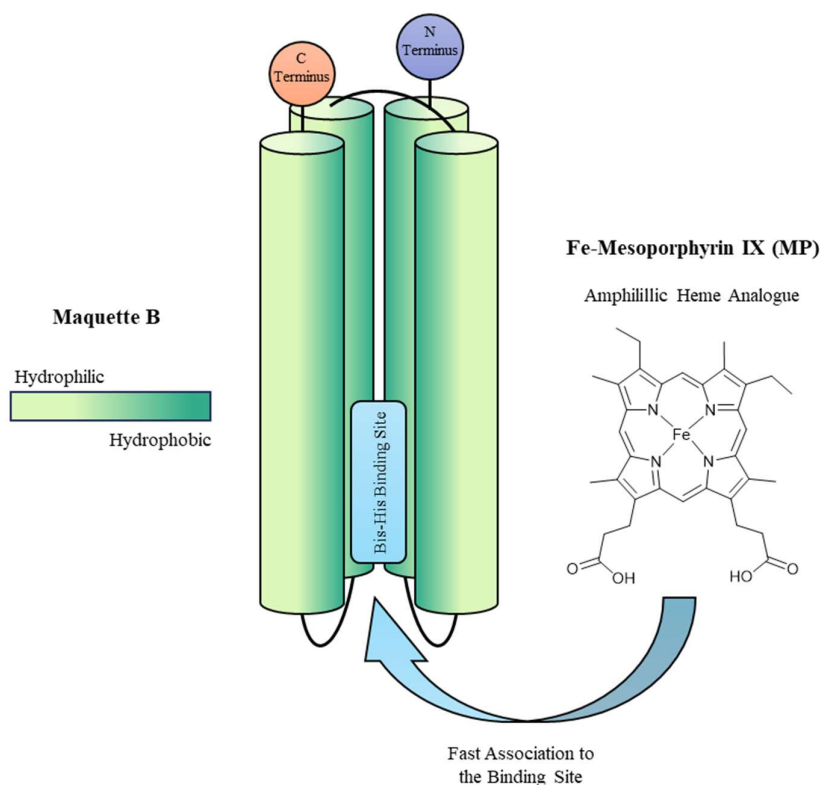 C
Terminus
N
Terminus
Maquette B
Hydrophilic
Hydrophobic
Bis-His Binding Site
Fe-Mesoporphyrin IX (MP)
Amphilillic Heme Analogue
N
N
Fe
N
N
O
OH
HO
O
Fast Association to
the Binding Site